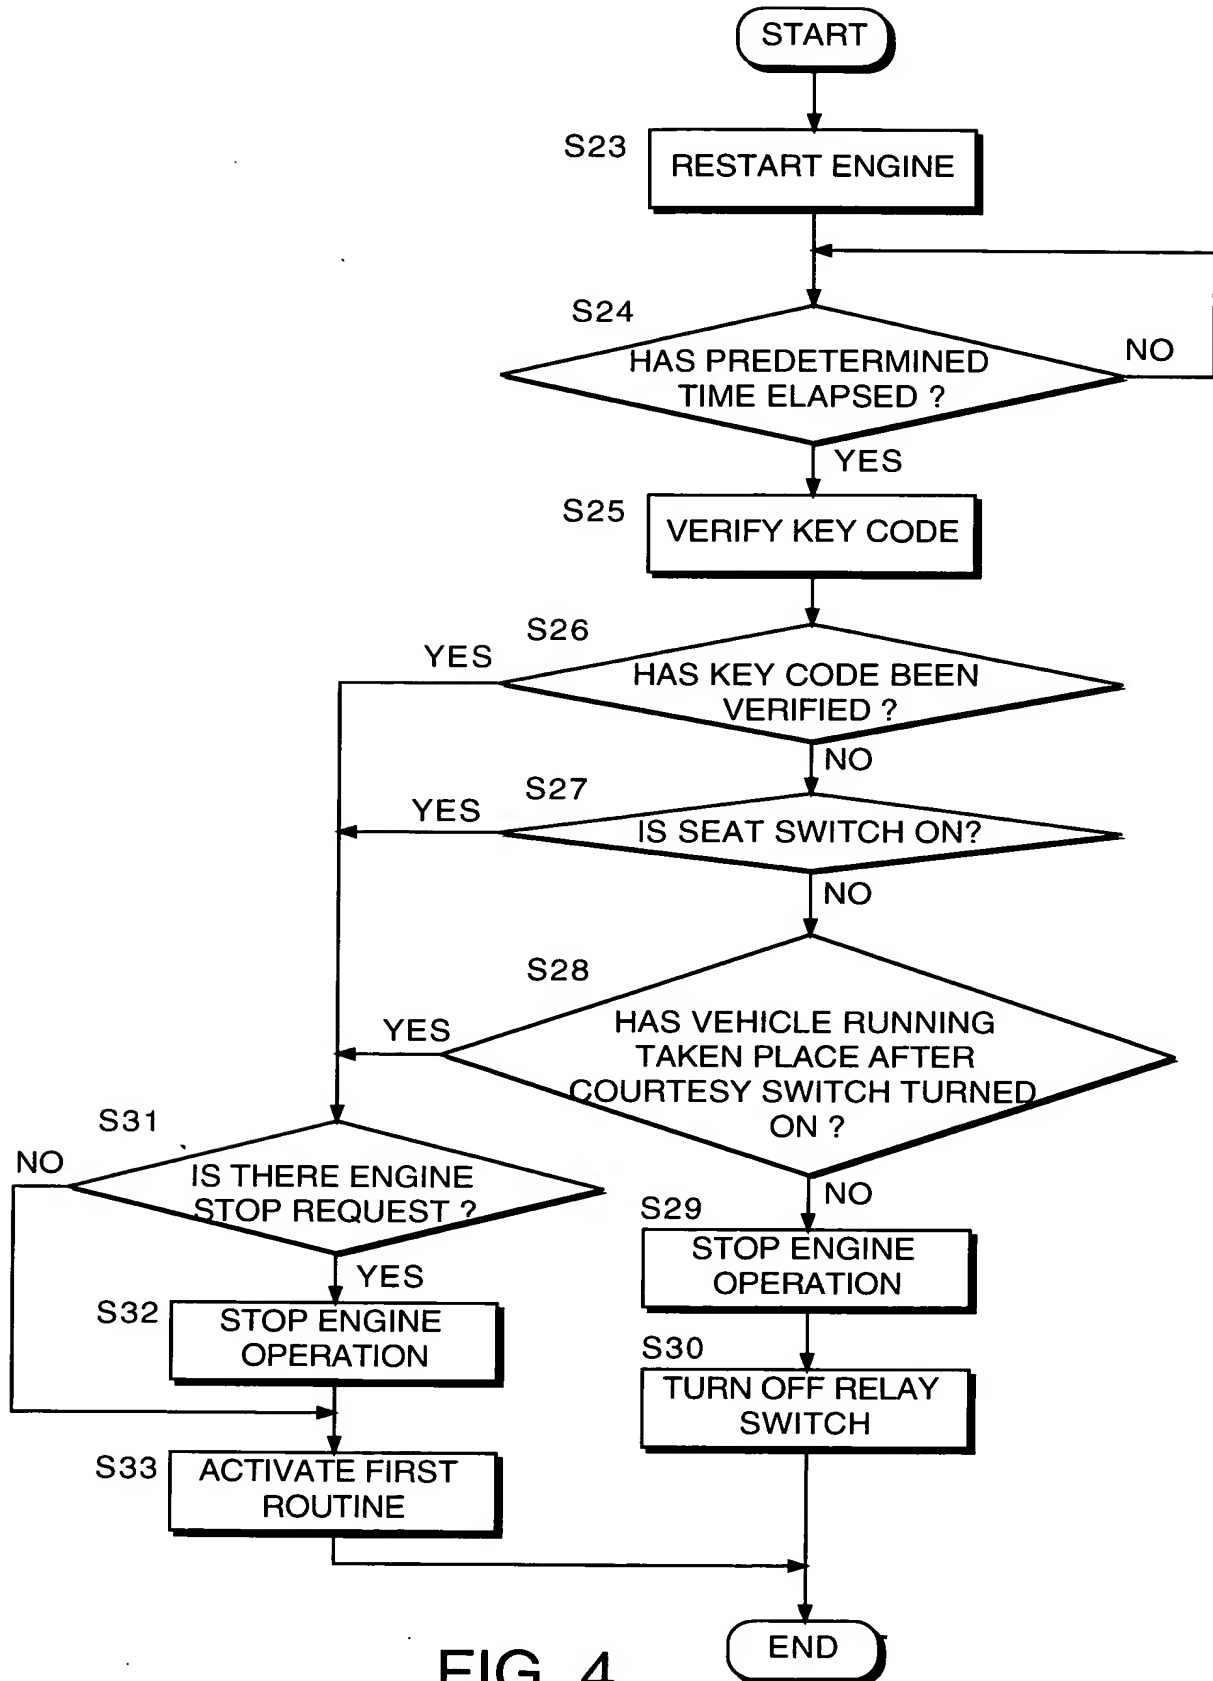 START
S23
RESTART ENGINE
S24
HAS PREDETERMINED
TIME ELAPSED ?
NO
YES
S25
VERIFY KEY CODE
S26
YES
HAS KEY CODE BEEN
VERIFIED ?
NO
S27
YES
IS SEAT SWITCH ON?
NO
S28
YES
HAS VEHICLE RUNNING
TAKEN PLACE AFTER
COURTESY SWITCH TURNED
ON ?
NO
S31
NO
IS THERE ENGINE
STOP REQUEST ?
YES
S29
STOP ENGINE
OPERATION
S32
STOP ENGINE
OPERATION
S30
TURN OFF RELAY
SWITCH
S33
ACTIVATE FIRST
ROUTINE
END
FIG. 4